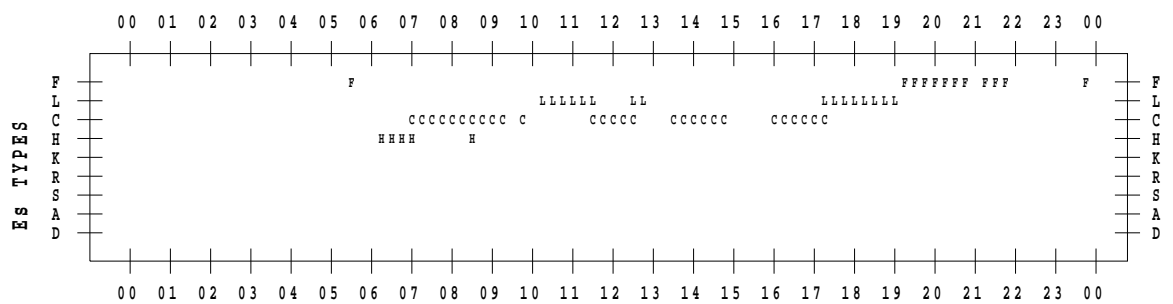 00 01 02 03 04 05 06 07 08 09 10 11 12 13 14 15 16 17 18 19 20 21 22 23 00
F F FFFFFFF FFF F F
L LLLLLL LL LLLLLLLL L
C CCCCCCCCCC C CCCCC CCCCCC CCCCCC C
H HHHH H H
K K
R R
S S
A A
D D
Es TYPES
00 01 02 03 04 05 06 07 08 09 10 11 12 13 14 15 16 17 18 19 20 21 22 23 00